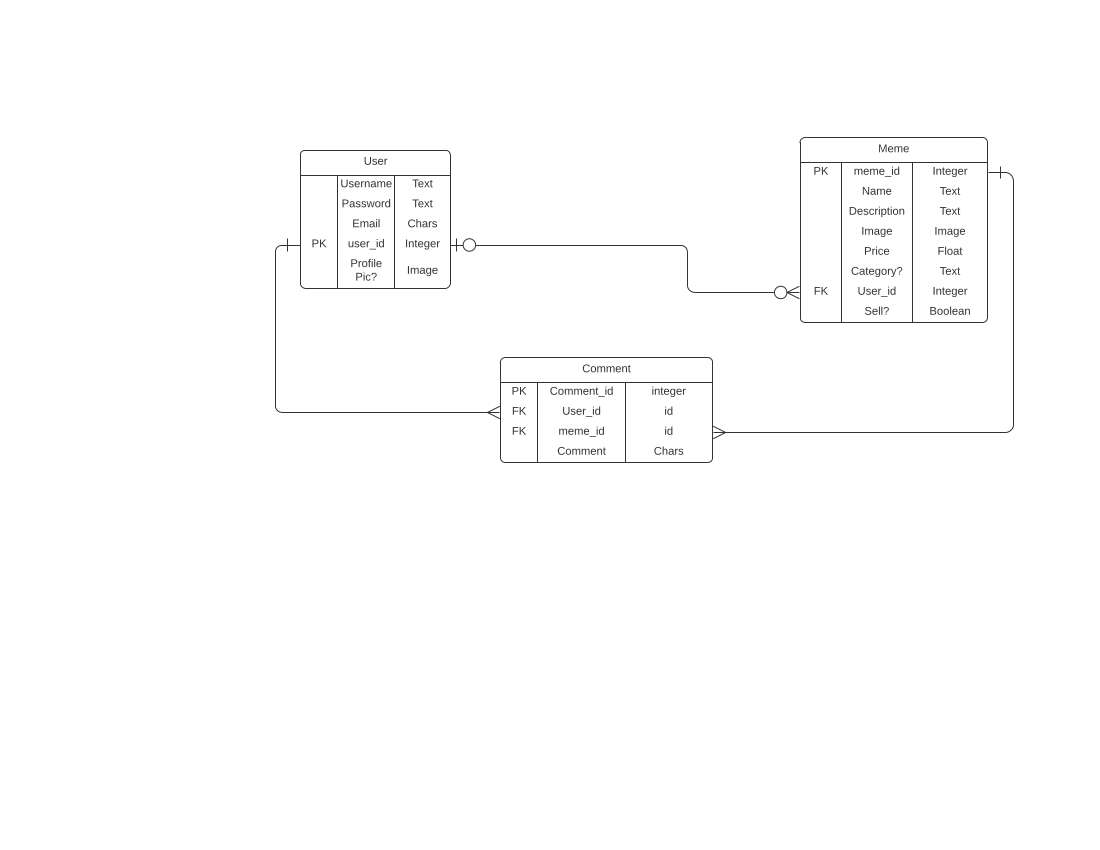 User
Username Text
Password Text
Email Chars
PK user_id Integer
Profile
Pic? Image
Meme
PK meme_id Integer
Name Text
Description Text
Image Image
Price Float
Category? Text
FK User_id Integer
Sell? Boolean
Comment
PK Comment_id integer
FK User_id id
FK meme_id id
Comment Chars